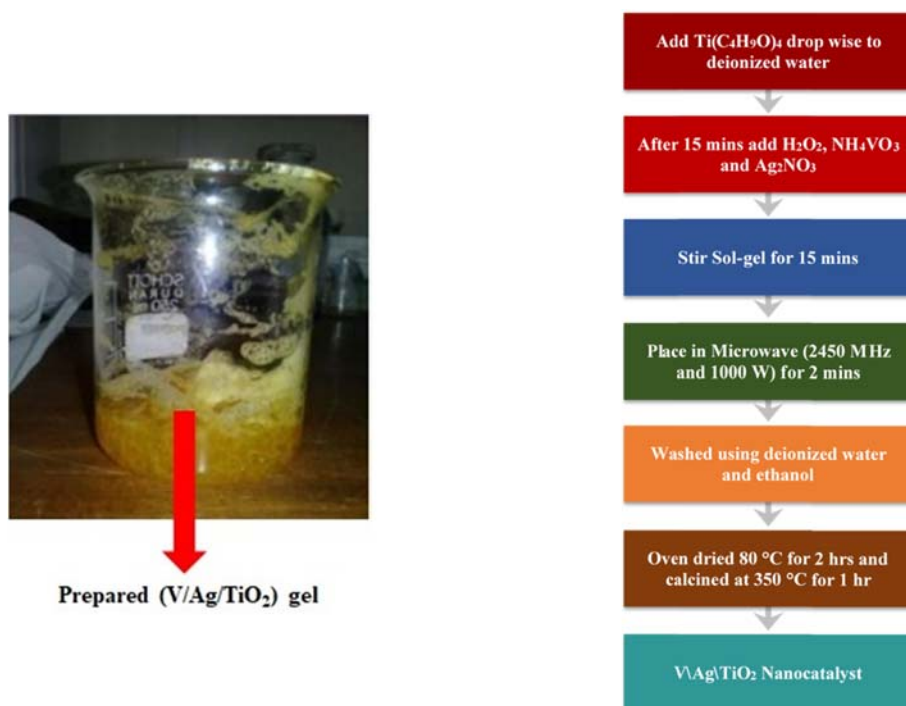 SCHOTT
DURAN
Prepared (V/Ag/TiO₂) gel
Add Ti(C₄H₉O)₄ drop wise to
deionized water
After 15 mins add H₂O₂, NH₄VO₃
and Ag₂NO₃
Stir Sol-gel for 15 mins
Place in Microwave (2450 MHz
and 1000 W) for 2 mins
Washed using deionized water
and ethanol
Oven dried 80 °C for 2 hrs and
calcined at 350 °C for 1 hr
V\Ag\TiO₂ Nanocatalyst